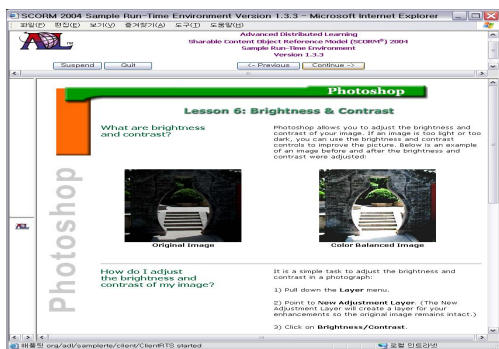 SCORM 2004 Sample Run-Time Environment Version 1.3.3 - Microsoft Internet Explorer
파일(F) 편집(E) 보기(V) 즐겨찾기(A) 도구(T) 도움말(H)
Advanced Distributed Learning
Sharable Content Object Reference Model (SCORM®) 2004
Sample Run-Time Environment
Version 1.3.3
Suspend Quit <- Previous Continue ->
Photoshop
Lesson 6: Brightness & Contrast
What are brightness
and contrast?
Photoshop allows you to adjust the brightness and
contrast of your image. If an image is too light or too
dark, you can use the brightness and contrast
controls to improve the picture. Below is an example
of an image before and after the brightness and
contrast were adjusted:
Original Image
Color Balanced Image
Photoshop
How do I adjust
the brightness and
contrast of my image?
It is a simple task to adjust the brightness and
contrast in a photograph:
1) Pull down the Layer menu.
2) Point to New Adjustment Layer. (The New
Adjustment Layer will create a layer for your
enhancements so the original image remains intact.)
3) Click on Brightness/Contrast.
애플릿 org/adl/samplerte/client/ClientRTS started
로컬 인트라넷